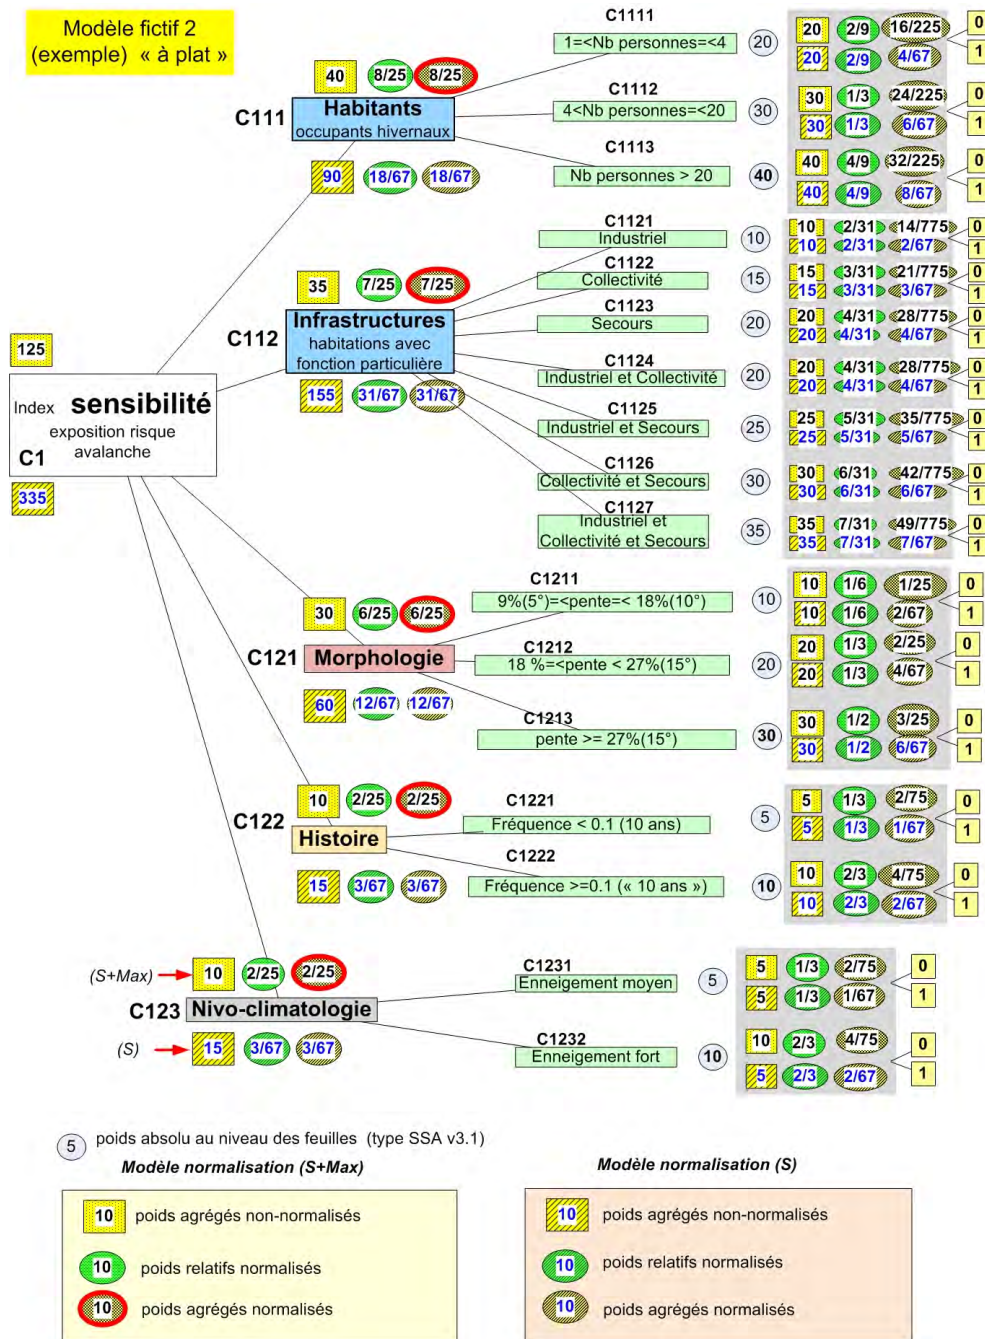 Modèle fictif 2
(exemple) « à plat »
C1111
1=<Nb personnes=<4
20
20 2/9 16/225 0
20 2/9 4/67 1
40 8/25 8/25
C111 Habitants
occupants hivernaux
90 18/67 18/67
C1112
4<Nb personnes=<20
30
30 1/3 24/225 0
30 1/3 6/67 1
C1113
Nb personnes > 20
40
40 4/9 32/225 0
40 4/9 8/67 1
C1121
Industriel
10
10 2/31 14/775 0
10 2/31 2/67 1
C1122
Collectivité
15
15 3/31 21/775 0
15 3/31 3/67 1
35 7/25 7/25
C112 Infrastructures
habitations avec
fonction particulière
155 31/67 31/67
C1123
Secours
20
20 4/31 28/775 0
20 4/31 4/67 1
C1124
Industriel et Collectivité
20
20 4/31 28/775 0
20 4/31 4/67 1
C1125
Industriel et Secours
25
25 5/31 35/775 0
25 5/31 5/67 1
C1126
Collectivité et Secours
30
30 6/31 42/775 0
30 6/31 6/67 1
C1127
Industriel et
Collectivité et Secours
35
35 7/31 49/775 0
35 7/31 7/67 1
125
Index sensibilité
exposition risque
avalanche
C1
335
C1211
9%(5°)=<pente=< 18%(10°)
10
10 1/6 1/25 0
10 1/6 2/67 1
30 6/25 6/25
C121 Morphologie
60 12/67 12/67
C1212
18 %=<pente < 27%(15°)
20
20 1/3 2/25 0
20 1/3 4/67 1
C1213
pente >= 27%(15°)
30
30 1/2 3/25 0
30 1/2 6/67 1
10 2/25 2/25
C122 Histoire
15 3/67 3/67
C1221
Fréquence < 0.1 (10 ans)
5
5 1/3 2/75 0
5 1/3 1/67 1
C1222
Fréquence >=0.1 (« 10 ans »)
10
10 2/3 4/75 0
10 2/3 2/67 1
(S+Max) 10 2/25 2/25
C123 Nivo-climatologie
(S) 15 3/67 3/67
C1231
Enneigement moyen
5
5 1/3 2/75 0
5 1/3 1/67 1
C1232
Enneigement fort
10
10 2/3 4/75 0
5 2/3 2/67 1
5 poids absolu au niveau des feuilles (type SSA v3.1)
Modèle normalisation (S+Max)
10 poids agrégés non-normalisés
10 poids relatifs normalisés
10 poids agrégés normalisés
Modèle normalisation (S)
10 poids agrégés non-normalisés
10 poids relatifs normalisés
10 poids agrégés normalisés